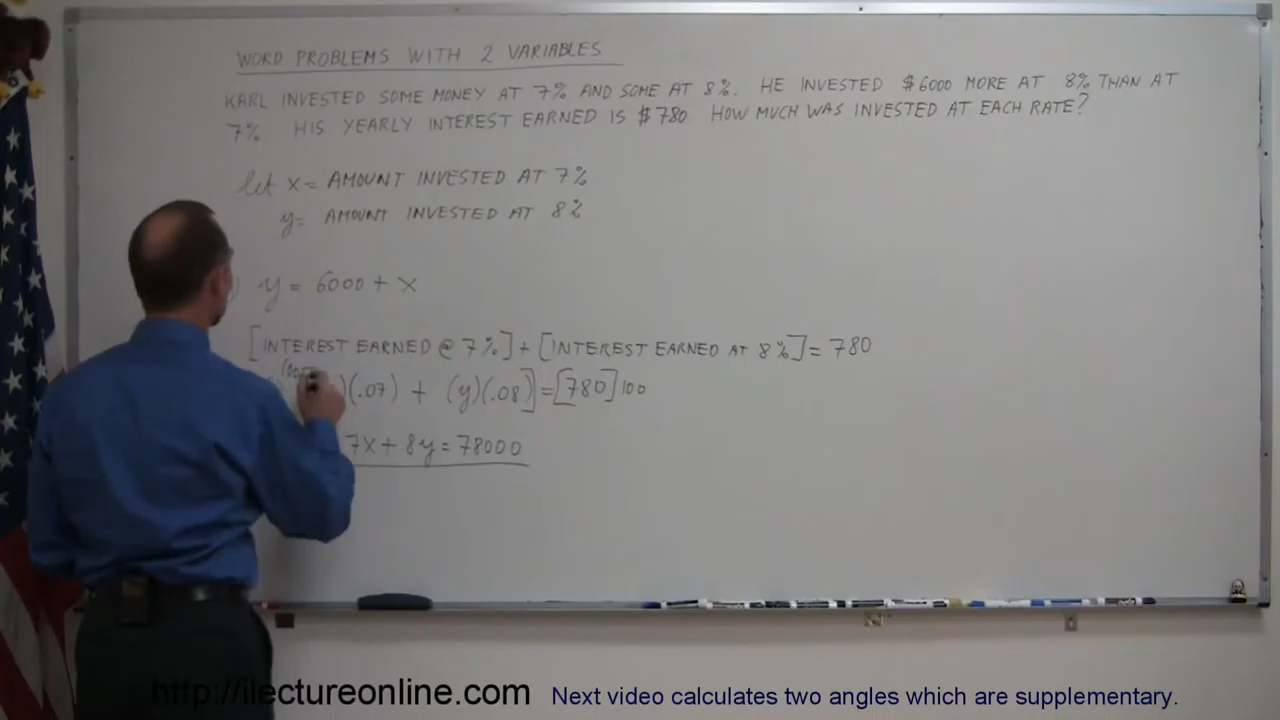 WORD PROBLEMS WITH 2 VARIABLES
KARL INVESTED SOME MONEY AT 7% AND SOME AT 8%. HE INVESTED $6000 MORE AT 8% THAN AT
7% HIS YEARLY INTEREST EARNED IS $780. HOW MUCH WAS INVESTED AT EACH RATE?
let x = AMOUNT INVESTED AT 7%
y = AMOUNT INVESTED AT 8%
y = 6000 + x
[INTEREST EARNED @ 7%] + [INTEREST EARNED AT 8%] = 780
100[ )(.07) + (y)(.08)] = [780]100
7x + 8y = 78000
http://ilectureonline.com Next video calculates two angles which are supplementary.